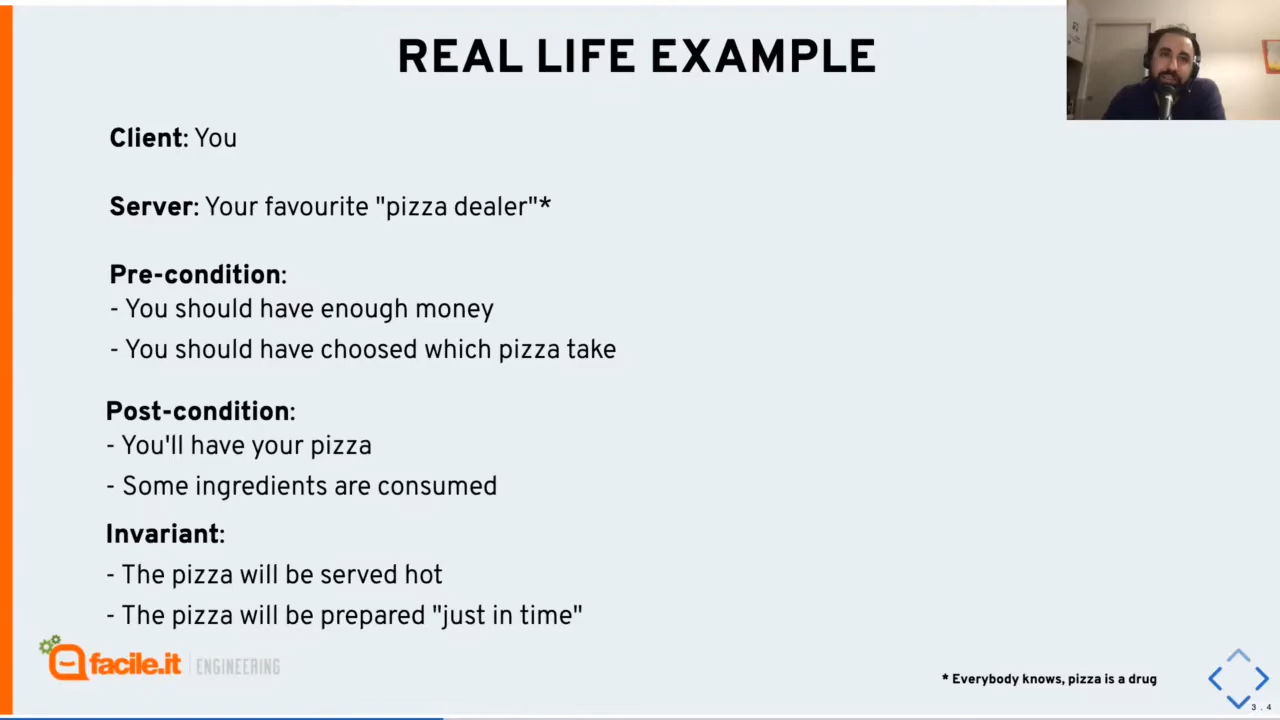 REAL LIFE EXAMPLE
Client: You
Server: Your favourite "pizza dealer"*
Pre-condition:
- You should have enough money
- You should have choosed which pizza take
Post-condition:
- You'll have your pizza
- Some ingredients are consumed
Invariant:
- The pizza will be served hot
- The pizza will be prepared "just in time"
facile.it ENGINEERING
* Everybody knows, pizza is a drug
3 . 4